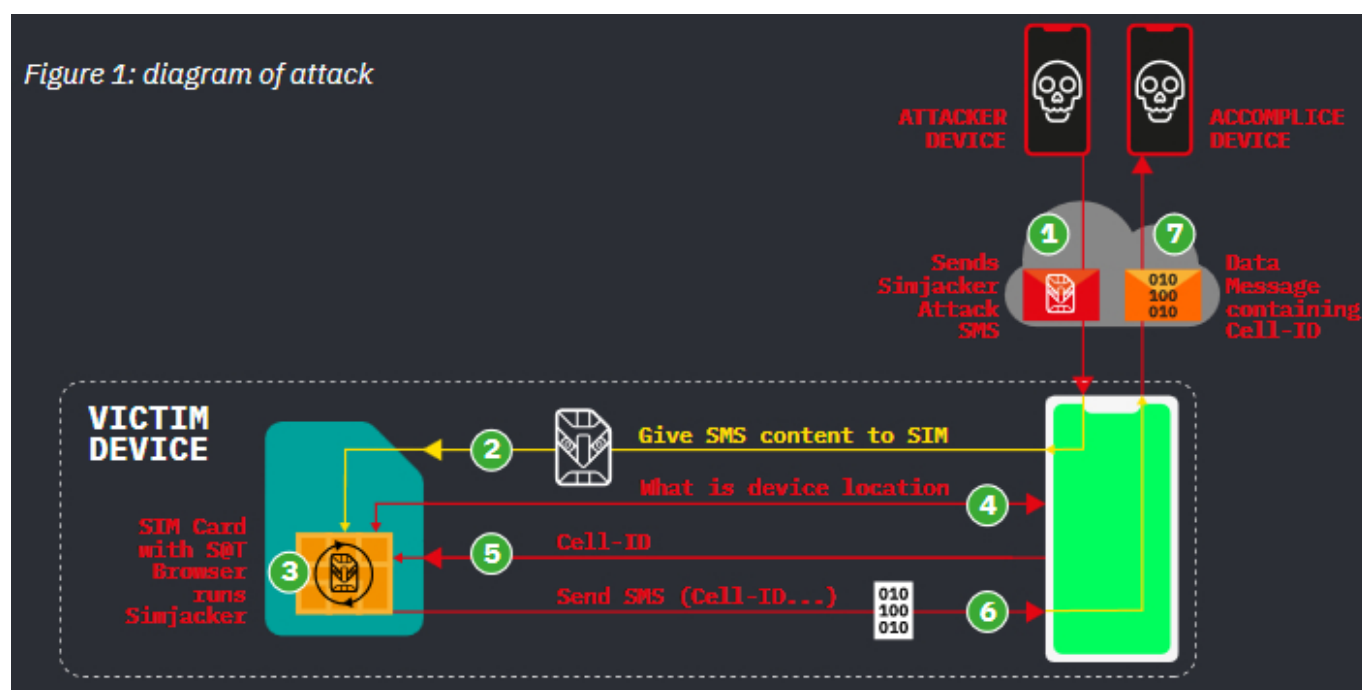 Figure 1: diagram of attack
ATTACKER
DEVICE
ACCOMPLICE
DEVICE
1
7
Sends
Simjacker
Attack
SMS
010
100
010
Data
Message
containing
Cell-ID
VICTIM
DEVICE
2
Give SMS content to SIM
What is device location
4
SIM Card
with S@T
Browser
runs
Simjacker
3
5
Cell-ID
Send SMS (Cell-ID...)
010
100
010
6